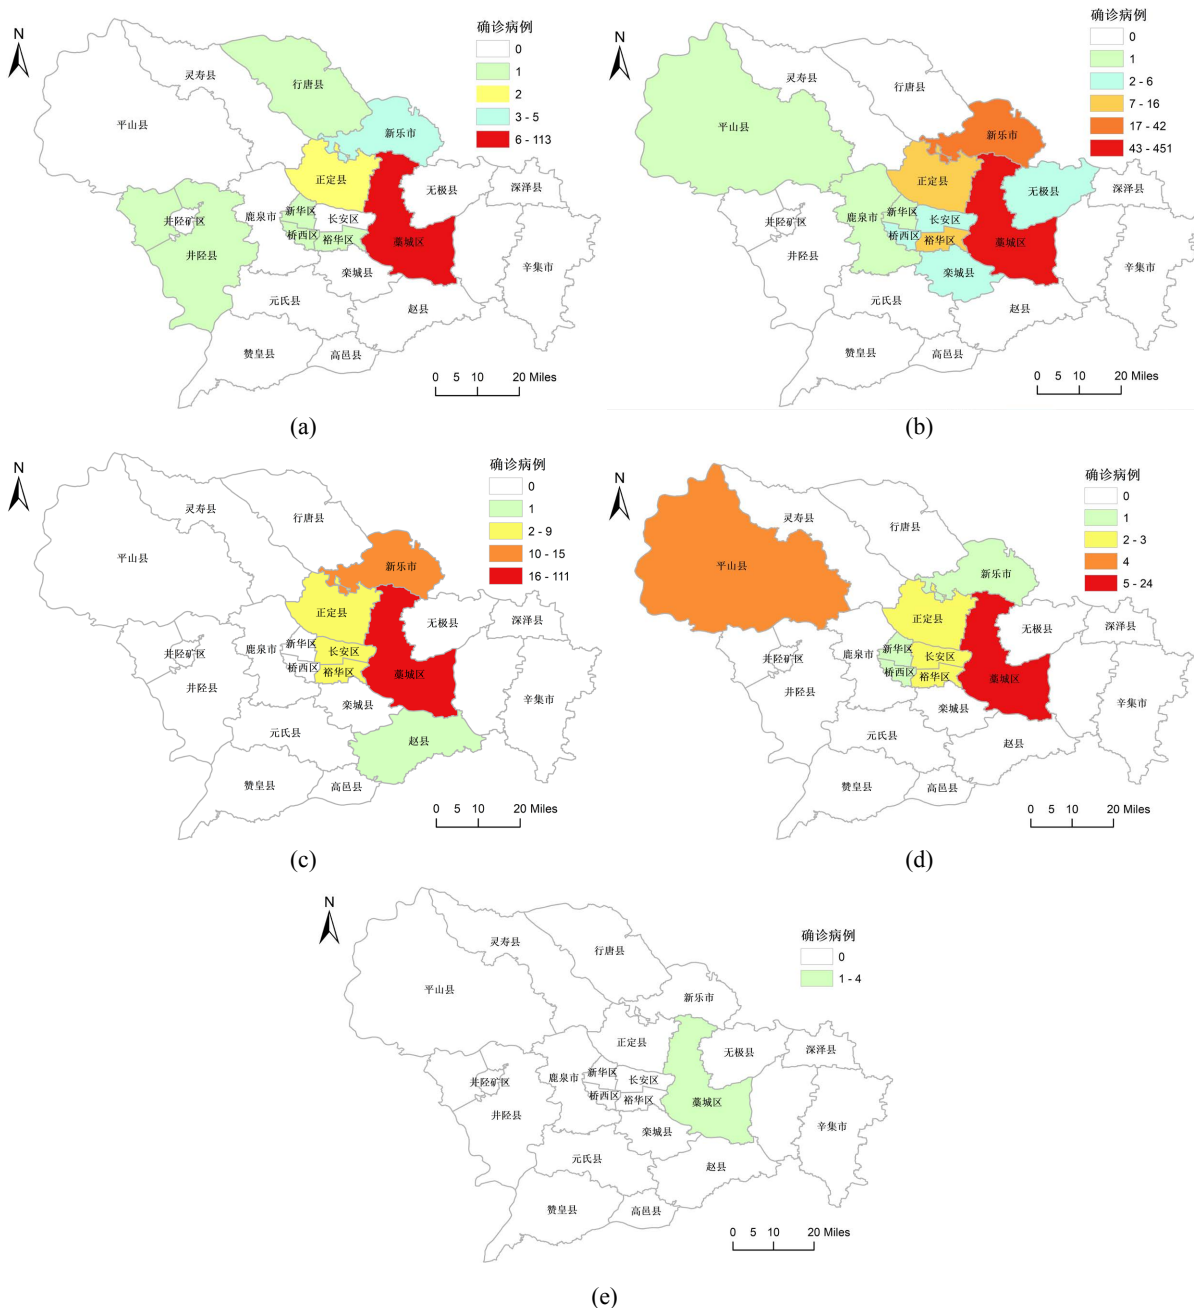 N
确诊病例
0
1
2
3 - 5
6 - 113
灵寿县
行唐县
平山县
新乐市
正定县
无极县
深泽县
井陉矿区
鹿泉市
新华区
长安区
桥西区
裕华区
藁城区
井陉县
栾城县
辛集市
元氏县
赵县
赞皇县
高邑县
0 5 10 20 Miles
(a)
N
确诊病例
0
1
2 - 6
7 - 16
17 - 42
43 - 451
灵寿县
行唐县
平山县
新乐市
正定县
无极县
深泽县
井陉矿区
鹿泉市
新华区
长安区
桥西区
裕华区
藁城区
井陉县
栾城县
辛集市
元氏县
赵县
赞皇县
高邑县
0 5 10 20 Miles
(b)
N
确诊病例
0
1
2 - 9
10 - 15
16 - 111
灵寿县
行唐县
平山县
新乐市
正定县
无极县
深泽县
井陉矿区
鹿泉市
新华区
长安区
桥西区
裕华区
藁城区
井陉县
栾城县
辛集市
元氏县
赵县
赞皇县
高邑县
0 5 10 20 Miles
(c)
N
确诊病例
0
1
2 - 3
4
5 - 24
灵寿县
行唐县
平山县
新乐市
正定县
无极县
深泽县
井陉矿区
鹿泉市
新华区
长安区
桥西区
裕华区
藁城区
井陉县
栾城县
辛集市
元氏县
赵县
赞皇县
高邑县
0 5 10 20 Miles
(d)
N
确诊病例
0
1 - 4
灵寿县
行唐县
平山县
新乐市
正定县
无极县
深泽县
井陉矿区
鹿泉市
新华区
长安区
桥西区
裕华区
藁城区
井陉县
栾城县
辛集市
元氏县
赵县
赞皇县
高邑县
0 5 10 20 Miles
(e)